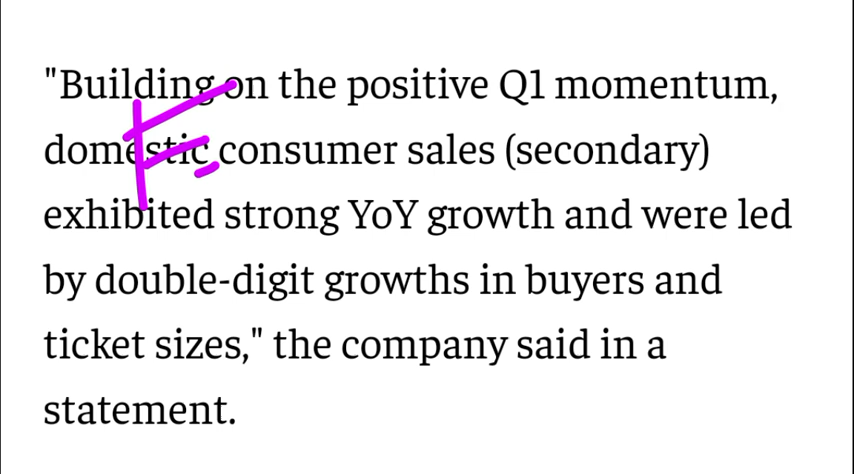 "Building on the positive Q1 momentum,
domestic consumer sales (secondary)
exhibited strong YoY growth and were led
by double-digit growths in buyers and
ticket sizes," the company said in a
statement.